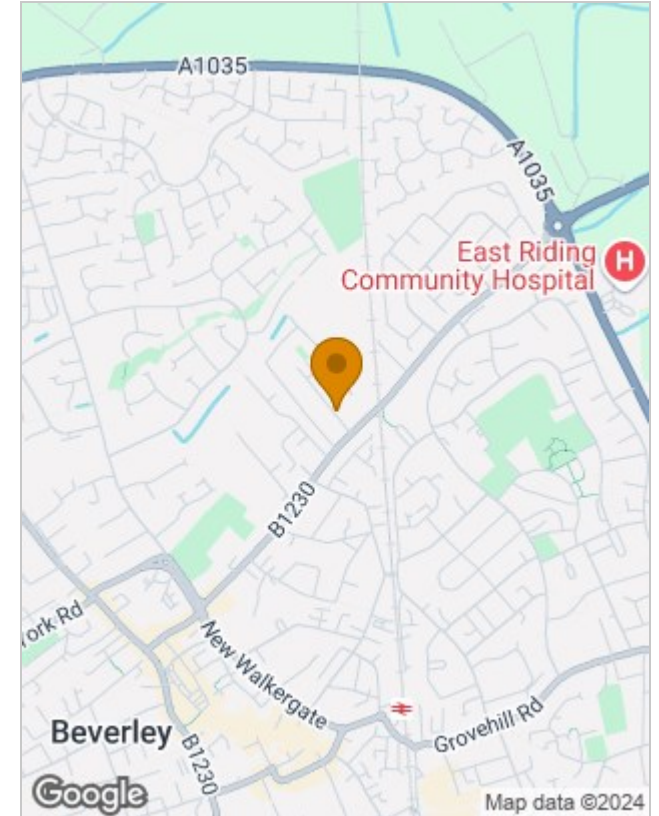 A1035
A1035
East Riding
Community Hospital
H
B1230
York Rd
New Walkergate
Beverley
B1230
Grovehill Rd
Google
Map data ©2024